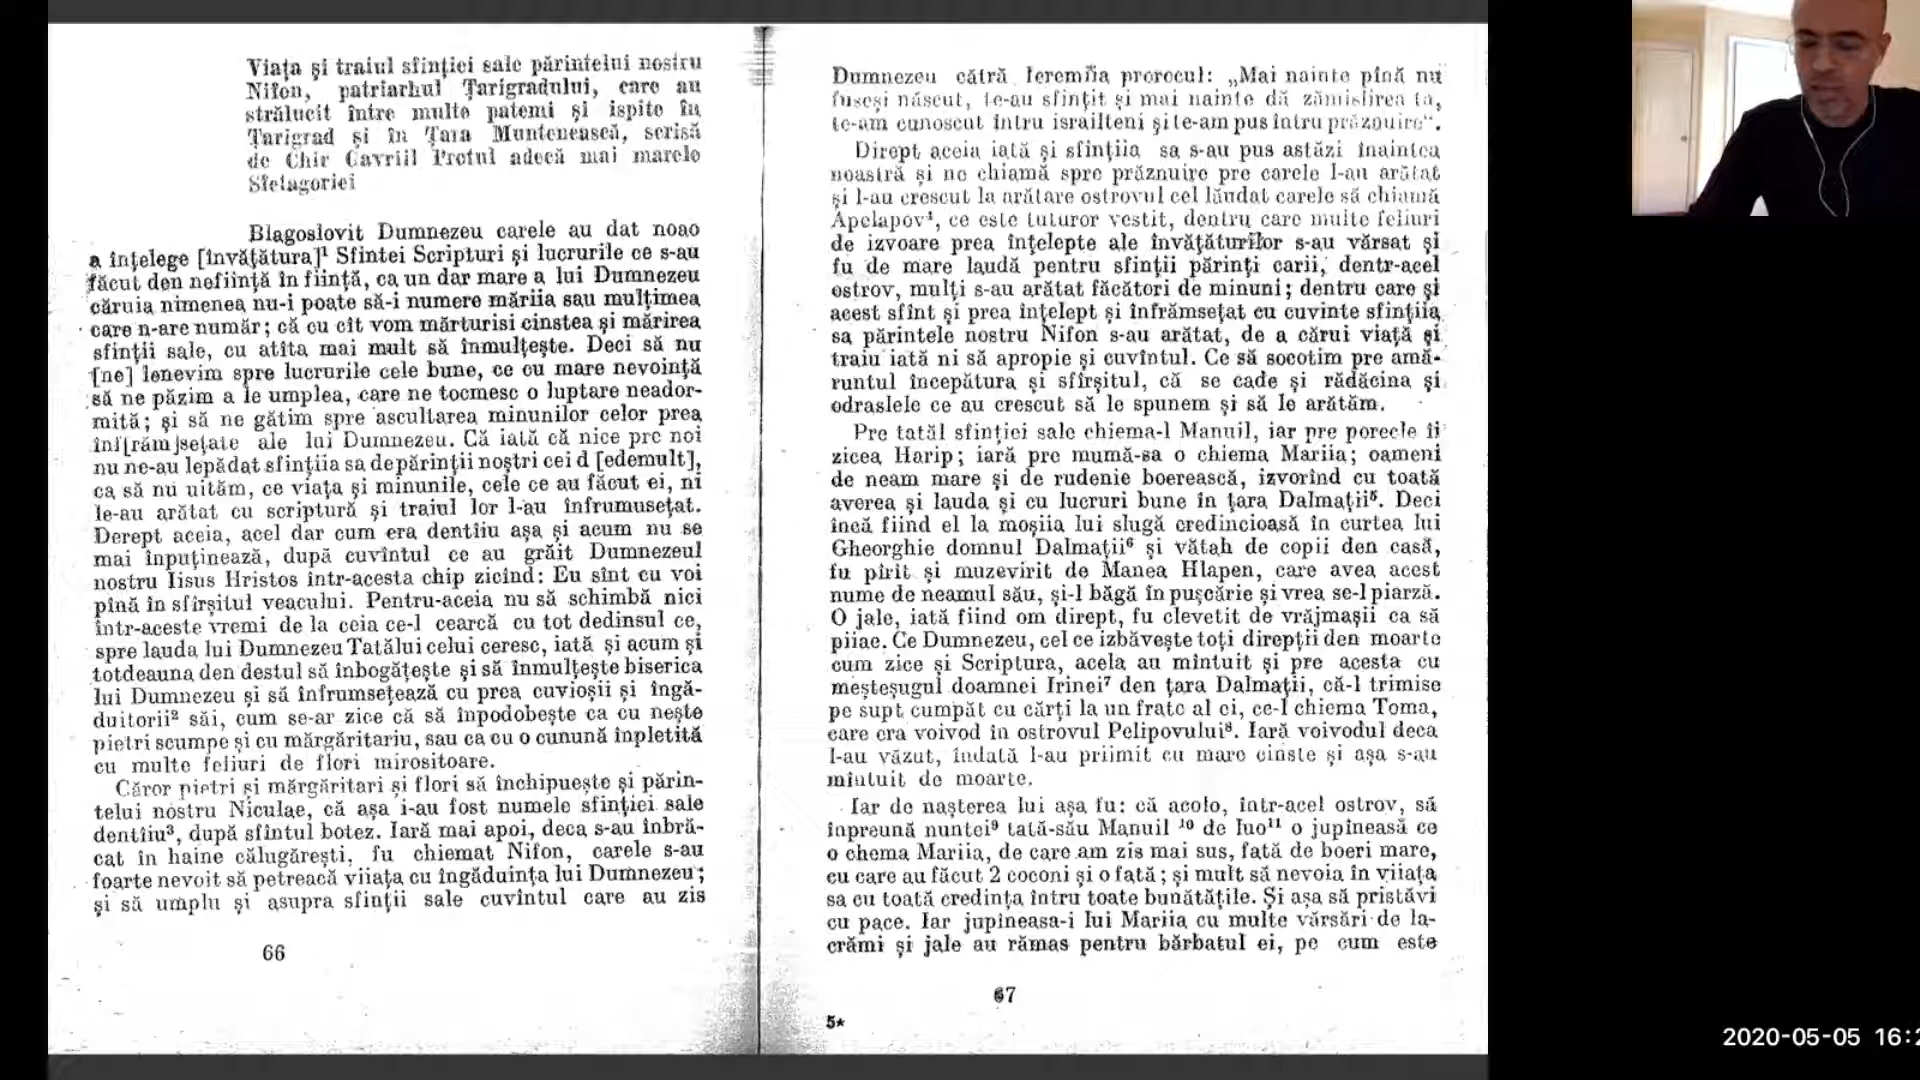 Viața și traiul sfinției sale părintelui nostru
Nifon, patriarhul Țarigradului, care au
strălucit între multe patemi și ispite în
Țarigrad și în Țara Muntenească, scrisă
de Chir Gavriil Protul adecă mai marele
Sfetagoriei
Blagoslovit Dumnezeu carele au dat noao
a înțelege [învățătura]¹ Sfintei Scripturi și lucrurile ce s-au
făcut den neființă în ființă, ca un dar mare a lui Dumnezeu
căruia nimenea nu-i poate să-i numere măriia sau mulțimea
care n-are număr; că cu cît vom mărturisi cinstea și mărirea
sfinții sale, cu atîta mai mult să înmulțește. Deci să nu
[ne] lenevim spre lucrurile cele bune, ce cu mare nevoință
să ne păzim a le umplea, care ne tocmesc o luptare neador-
mită; și să ne gătim spre ascultarea minunilor celor prea
înf[răm]sețate ale lui Dumnezeu. Că iată că nice pre noi
nu ne-au lepădat sfințiia sa de părinții noștri cei d [edemult],
ca să nu uităm, ce viața și minunile, cele ce au făcut ei, ni
le-au arătat cu scriptură și traiul lor l-au înfrumusețat.
Derept aceia, acel dar cum era dentîiu așa și acum nu se
mai înpuținează, după cuvîntul ce au grăit Dumnezeul
nostru Iisus Hristos într-acesta chip zicînd: Eu sînt cu voi
pînă în sfîrșitul veacului. Pentru-aceia nu să schimbă nici
într-aceste vremi de la ceia ce-l cearcă cu tot dedinsul ce,
spre lauda lui Dumnezeu Tatălui celui ceresc, iată și acum și
totdeauna den destul să înbogățește și să înmulțește biserica
lui Dumnezeu și să înfrumsețează cu prea cuvioșii și îngă-
duitorii² săi, cum se-ar zice că să înpodobește ca cu nește
pietri scumpe și cu mărgăritariu, sau ca cu o cunună înpletită
cu multe feliuri de flori mirositoare.
Căror pietri și mărgăritari și flori să închipuește și părin-
telui nostru Niculae, că așa i-au fost numele sfinției sale
dentîiu³, după sfîntul botez. Iară mai apoi, deca s-au înbră-
cat în haine călugărești, fu chiemat Nifon, carele s-au
foarte nevoit să petreacă viiața cu îngăduința lui Dumnezeu;
și să umplu și asupra sfinții sale cuvîntul care au zis
66
Dumnezeu cătră Ieremiia prorocul: „Mai nainte pînă nu
fuseși născut, te-au sfințit și mai nainte dă zămislirea ta,
te-am cunoscut întru israilteni și te-am pus întru prăznuire“.
Dirept aceia iată și sfințiia sa s-au pus astăzi înaintea
noastră și ne chiamă spre prăznuire pre carele l-au arătat
și l-au crescut la arătare ostrovul cel lăudat carele să chiamă
Apelapov⁴, ce este tuturor vestit, dentru care multe feliuri
de izvoare prea înțelepte ale învățăturilor s-au vărsat și
fu de mare laudă pentru sfinții părinți carii, dentr-acel
ostrov, mulți s-au arătat făcători de minuni; dentru care și
acest sfînt și prea înțelept și înfrămsețat cu cuvinte sfințiia
sa părintele nostru Nifon s-au arătat, de a cărui viață și
traiu iată ni să apropie și cuvîntul. Ce să socotim pre amă-
runtul începătura și sfîrșitul, că se cade și rădăcina și
odraslele ce au crescut să le spunem și să le arătăm.
Pre tatăl sfinției sale chiema-l Manuil, iar pre porecle îi
zicea Harip; iară pre mumă-sa o chiema Mariia; oameni
de neam mare și de rudenie boerească, izvorînd cu toată
averea și lauda și cu lucruri bune în țara Dalmații⁵. Deci
încă fiind el la moșiia lui slugă credincioasă în curtea lui
Gheorghie domnul Dalmații⁶ și vătah de copii den casă,
fu pîrît și muzevirit de Manea Hlapen, care avea acest
nume de neamul său, și-l băgă în pușcărie și vrea se-l piarză.
O jale, iată fiind om dirept, fu clevetit de vrăjmașii ca să
piiae. Ce Dumnezeu, cel ce izbăvește toți direpții den moarte
cum zice și Scriptura, acela au mîntuit și pre acesta cu
meșteșugul doamnei Irinei⁷ den țara Dalmații, că-l trimise
pe supt cumpăt cu cărți la un frate al ei, ce-l chiema Toma,
care era voivod în ostrovul Pelipovului⁸. Iară voivodul deca
l-au văzut, îndată l-au priimit cu mare cinste și așa s-au
mîntuit de moarte.
Iar de nașterea lui așa fu: că acolo, într-acel ostrov, să
înpreună nuntei⁹ tată-său Manuil ¹⁰ de luo¹¹ o jupîneasă ce
o chema Mariia, de care am zis mai sus, fată de boeri mare,
cu care au făcut 2 coconi și o fată; și mult să nevoia în viiața
sa cu toată credința întru toate bunătățile. Și așa să pristăvi
cu pace. Iar jupîneasa-i lui Mariia cu multe vărsări de la-
crămi și jale au rămas pentru bărbatul ei, pe cum este
67
5*
2020-05-05 16:2